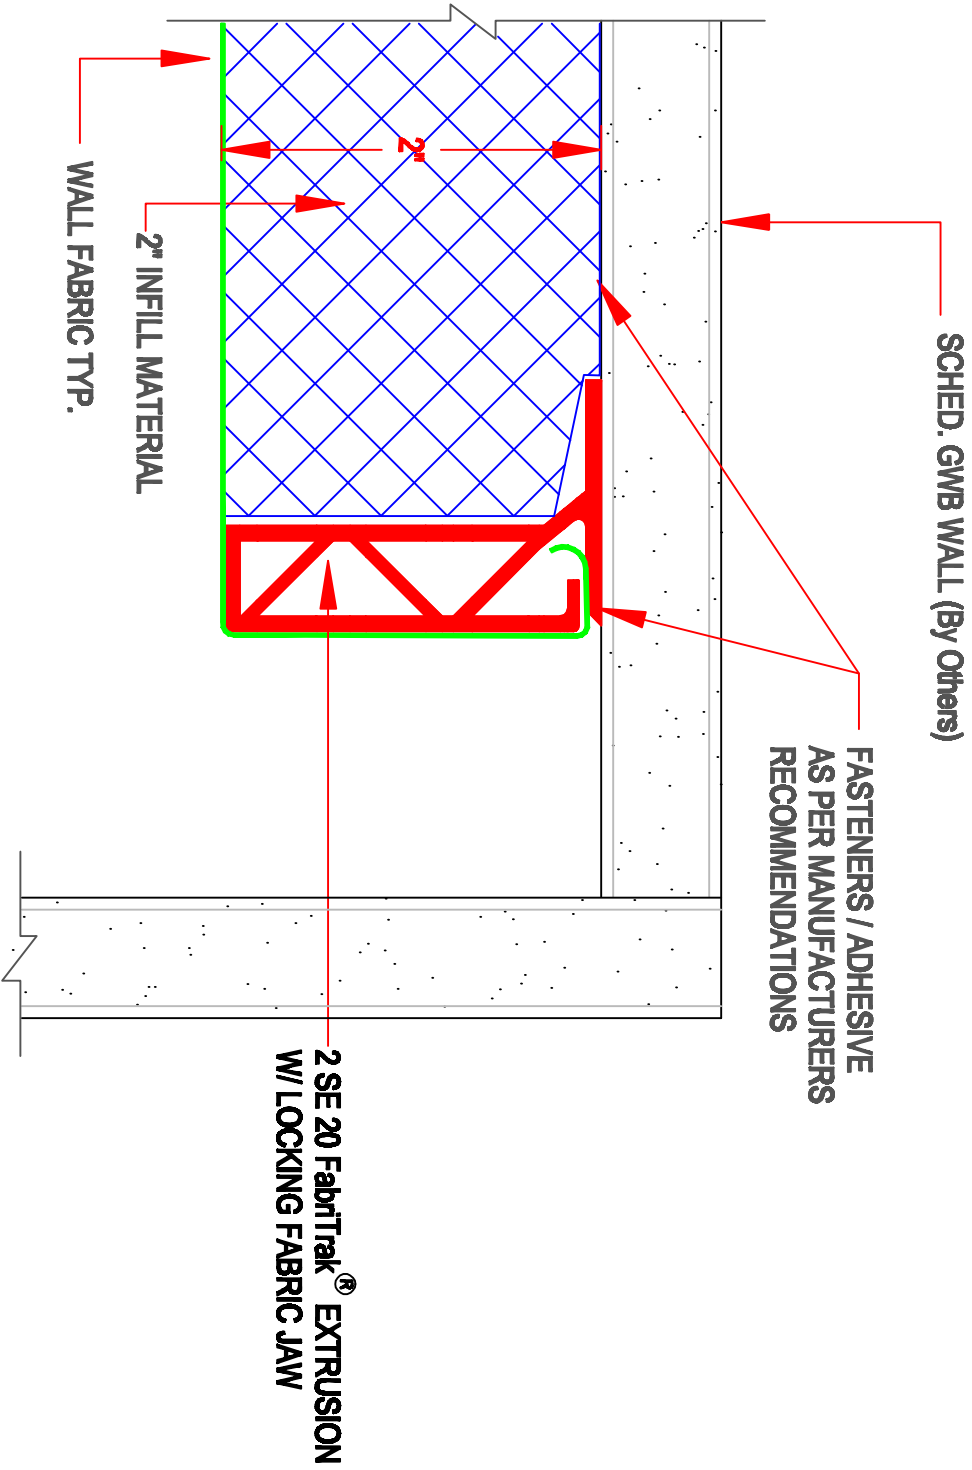 SCHED. GWB WALL (By Others)
FASTENERS / ADHESIVE
AS PER MANUFACTURERS
RECOMMENDATIONS
2"
2" INFILL MATERIAL
WALL FABRIC TYP.
2 SE 20 FabriTrak® EXTRUSION
W/ LOCKING FABRIC JAW